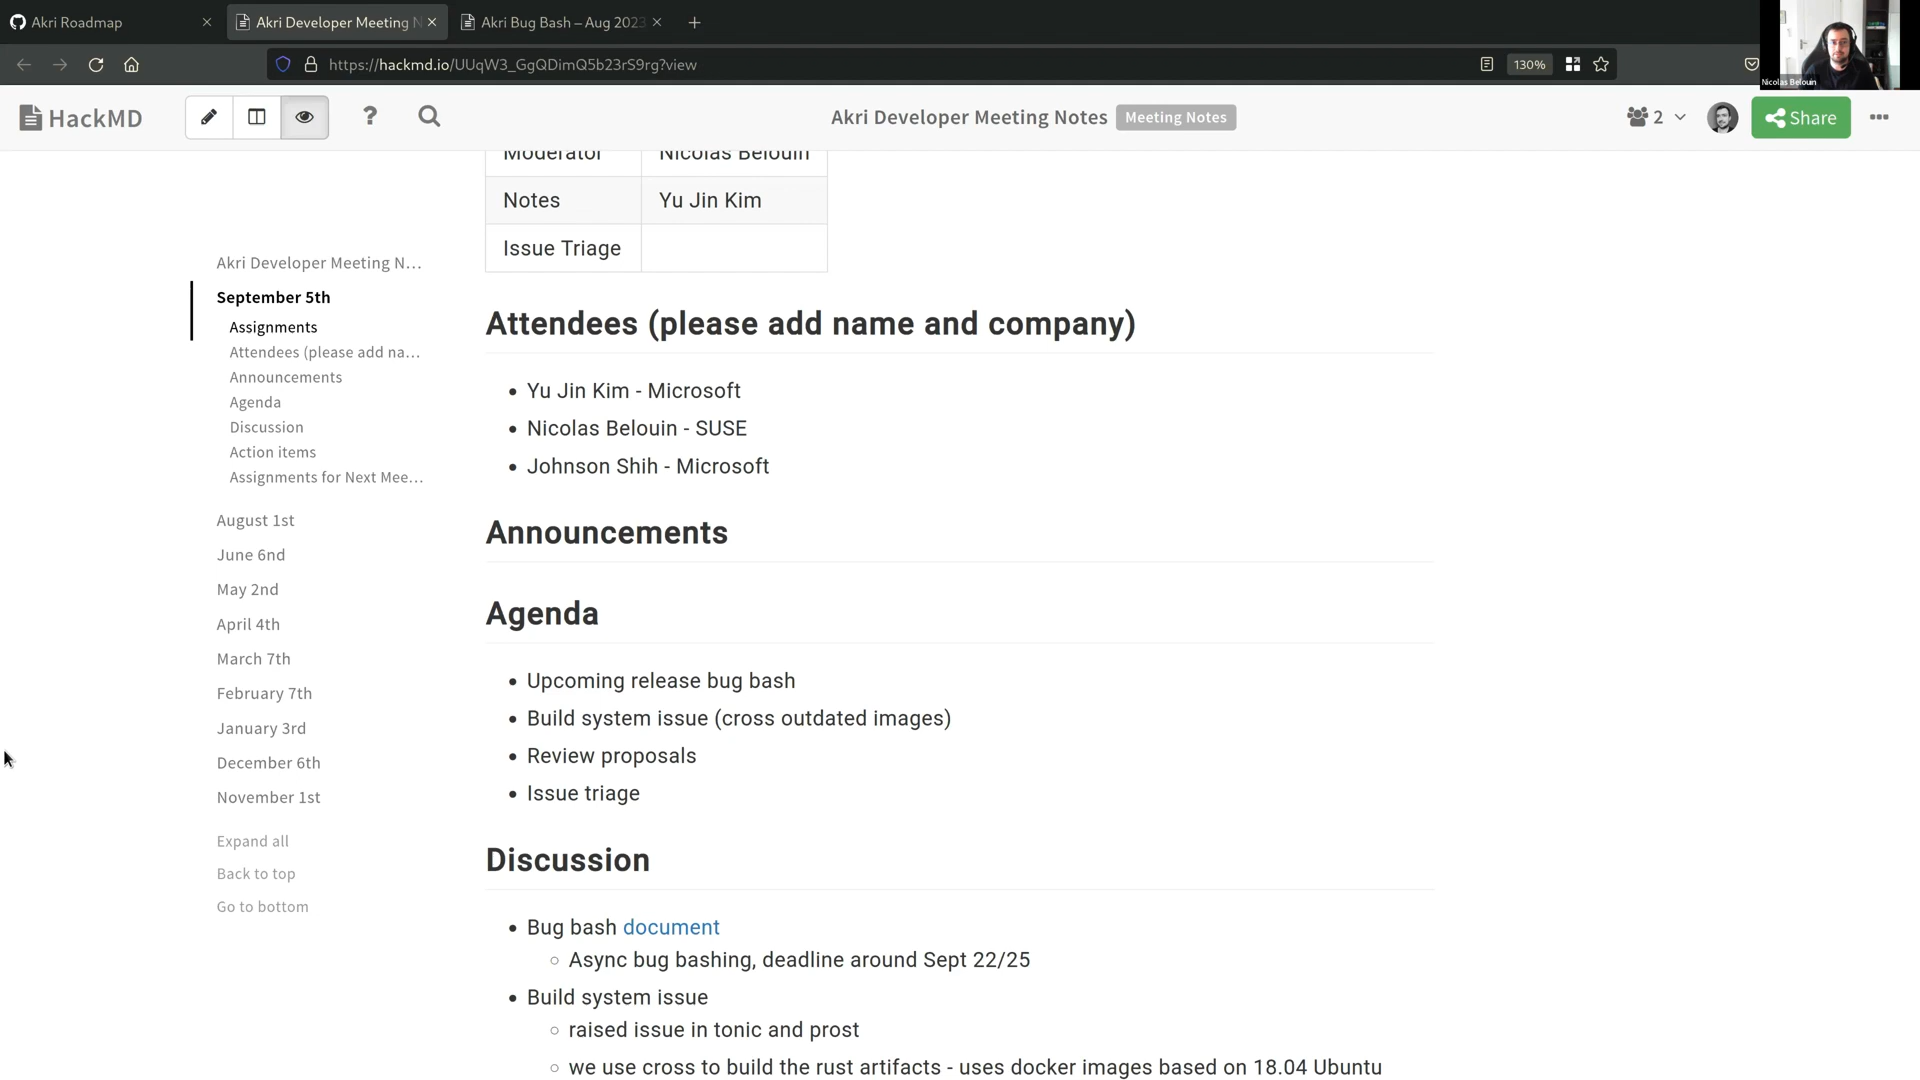 Akri Roadmap
Akri Developer Meeting N
Akri Bug Bash – Aug 2023
https://hackmd.io/UUqW3_GgQDimQ5b23rS9rg?view
130%
Nicolas Belouin
HackMD
Akri Developer Meeting Notes
Meeting Notes
2
Share
Moderator
Nicolas Belouin
Notes
Yu Jin Kim
Issue Triage
Akri Developer Meeting N...
September 5th
Assignments
Attendees (please add na...
Announcements
Agenda
Discussion
Action items
Assignments for Next Mee...
August 1st
June 6nd
May 2nd
April 4th
March 7th
February 7th
January 3rd
December 6th
November 1st
Expand all
Back to top
Go to bottom
Attendees (please add name and company)
Yu Jin Kim - Microsoft
Nicolas Belouin - SUSE
Johnson Shih - Microsoft
Announcements
Agenda
Upcoming release bug bash
Build system issue (cross outdated images)
Review proposals
Issue triage
Discussion
Bug bash document
Async bug bashing, deadline around Sept 22/25
Build system issue
raised issue in tonic and prost
we use cross to build the rust artifacts - uses docker images based on 18.04 Ubuntu